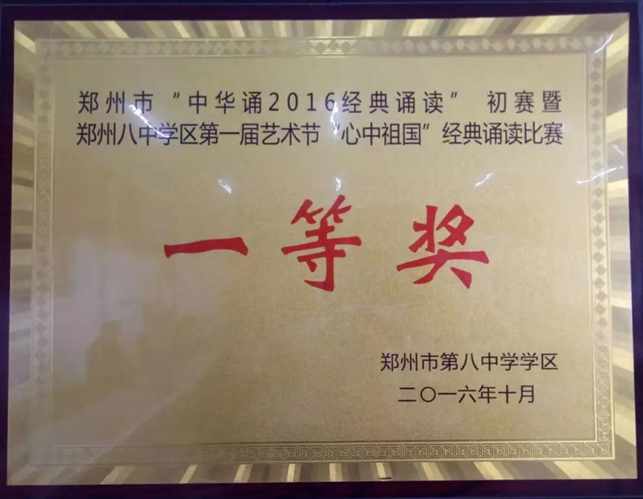 郑州市“中华诵2016经典诵读” 初赛暨
郑州八中学区第一届艺术节“心中祖国”经典诵读比赛
一等奖
郑州市第八中学学区
二〇一六年十月